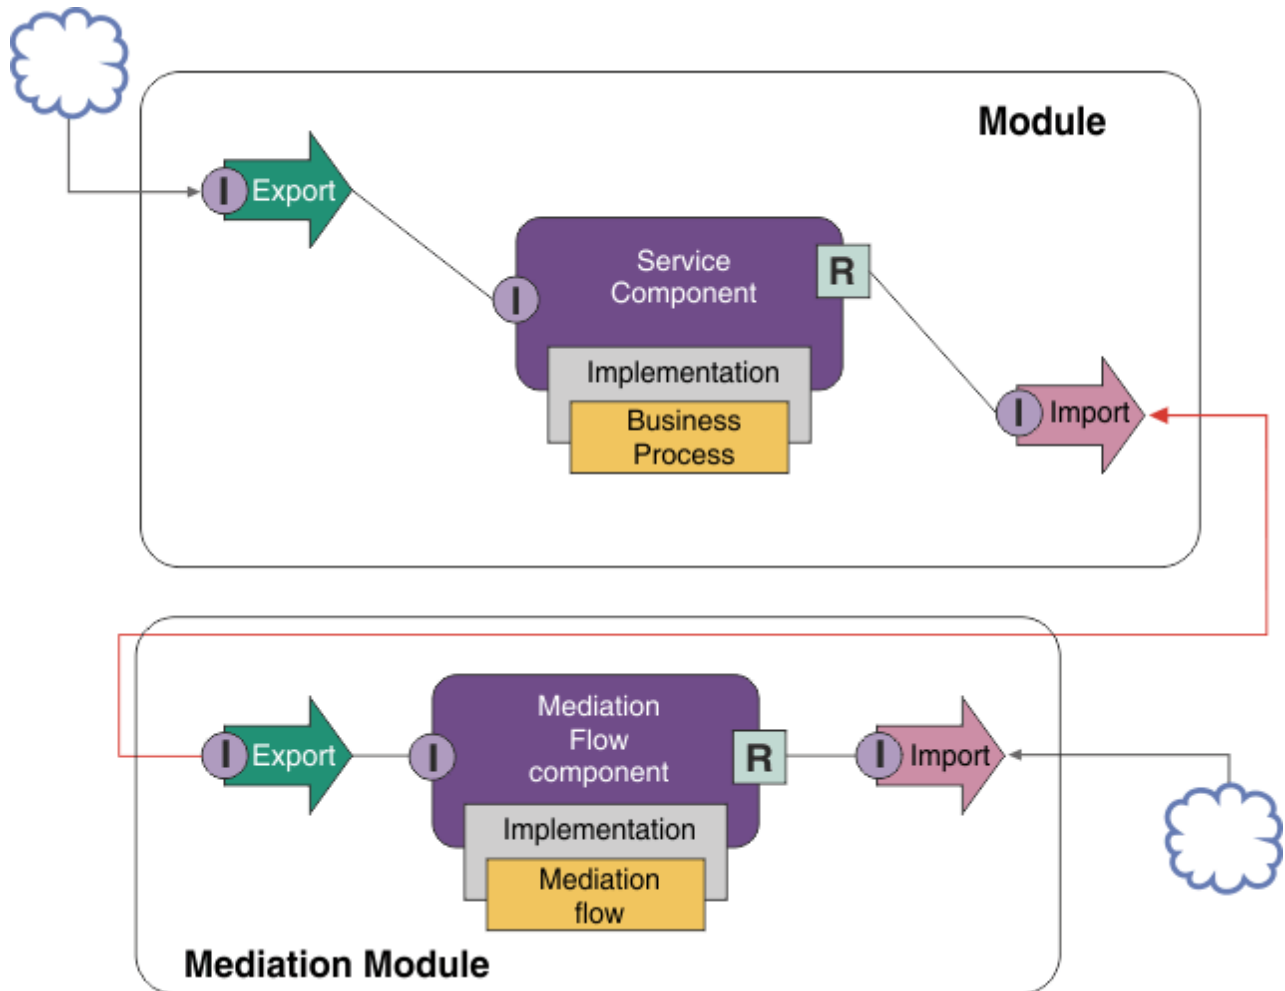 Module
I
Export
Service
Component
R
I
Implementation
Business
Process
I
Import
I
Export
Mediation
Flow
component
I
R
I
Import
Implementation
Mediation
flow
Mediation Module